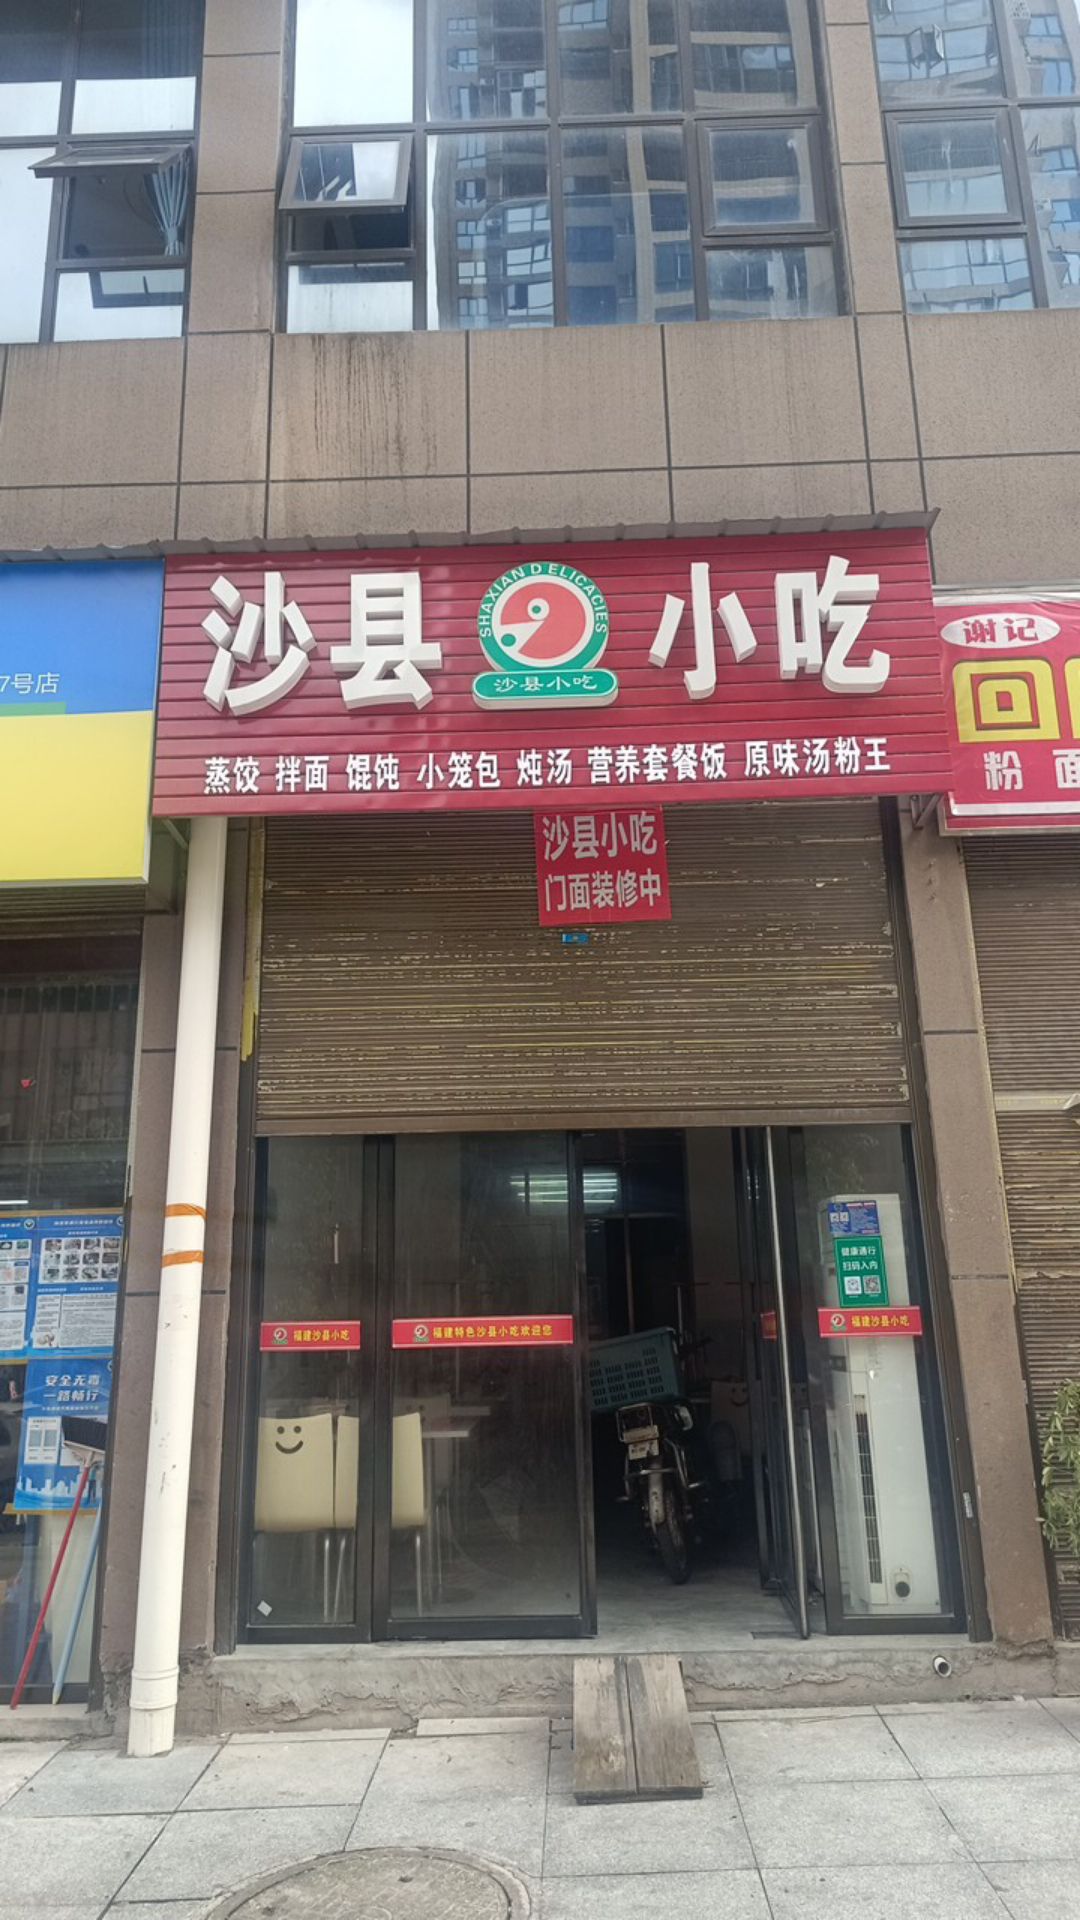 沙县 小吃
SHAXIAN DELICACIES
沙县小吃
蒸饺 拌面 馄饨 小笼包 炖汤 营养套餐饭 原味汤粉王
沙县小吃
门面装修中
7号店
谢记
回
粉 面
健康通行
扫码入内
福建沙县小吃
福建特色沙县小吃欢迎您
福建沙县小吃
安全无毒
一路畅行